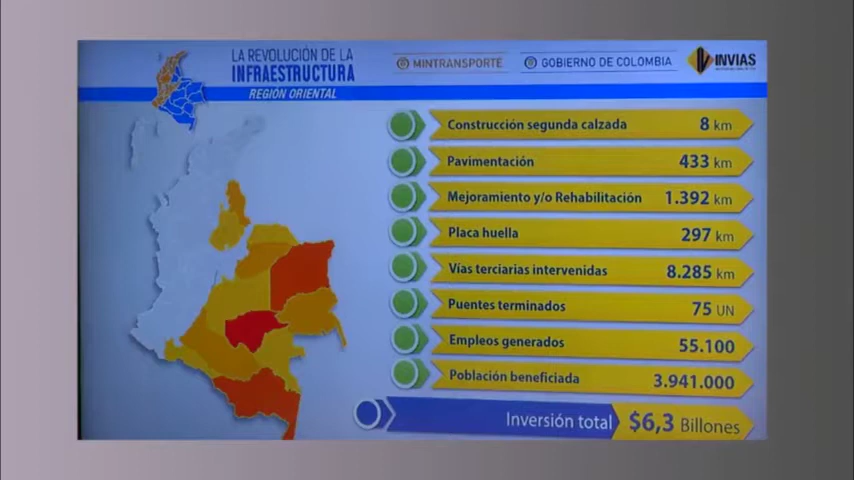 LA REVOLUCIÓN DE LA
INFRAESTRUCTURA
REGIÓN ORIENTAL
MINTRANSPORTE
GOBIERNO DE COLOMBIA
INVIAS
Construcción segunda calzada 8 km
Pavimentación 433 km
Mejoramiento y/o Rehabilitación 1.392 km
Placa huella 297 km
Vías terciarias intervenidas 8.285 km
Puentes terminados 75 UN
Empleos generados 55.100
Población beneficiada 3.941.000
Inversión total $6,3 Billones